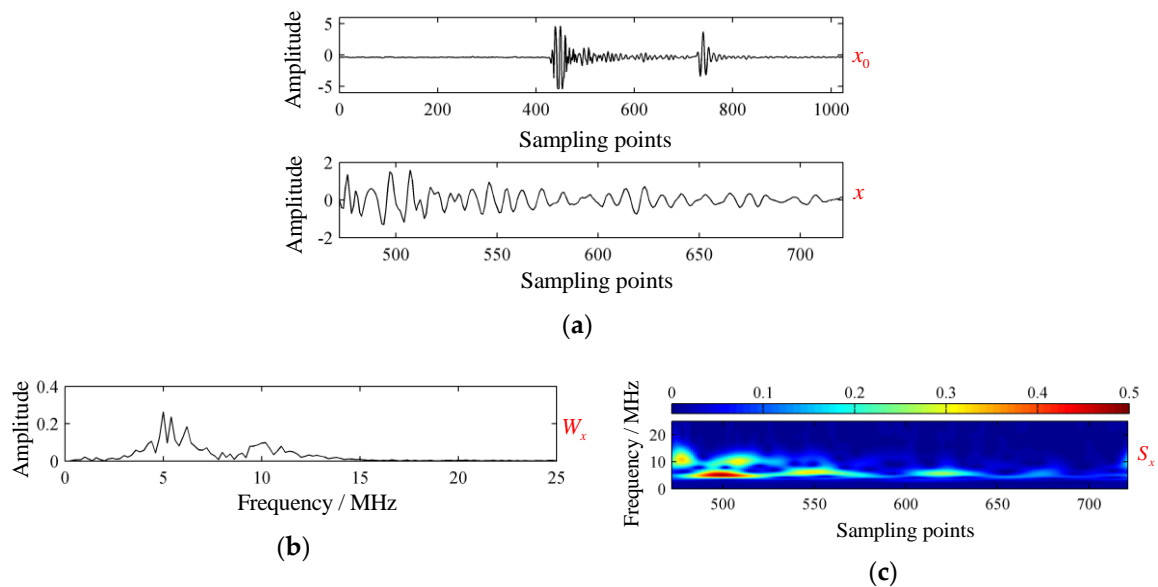 Amplitude
5
0
-5
0 200 400 600 800 1000
Sampling points
x₀
Amplitude
2
0
-2
500 550 600 650 700
Sampling points
x
(a)
Amplitude
0.4
0.2
0
0 5 10 15 20 25
Frequency / MHz
Wₓ
(b)
0 0.1 0.2 0.3 0.4 0.5
Frequency / MHz
20
10
0
500 550 600 650 700
Sampling points
Sₓ
(c)